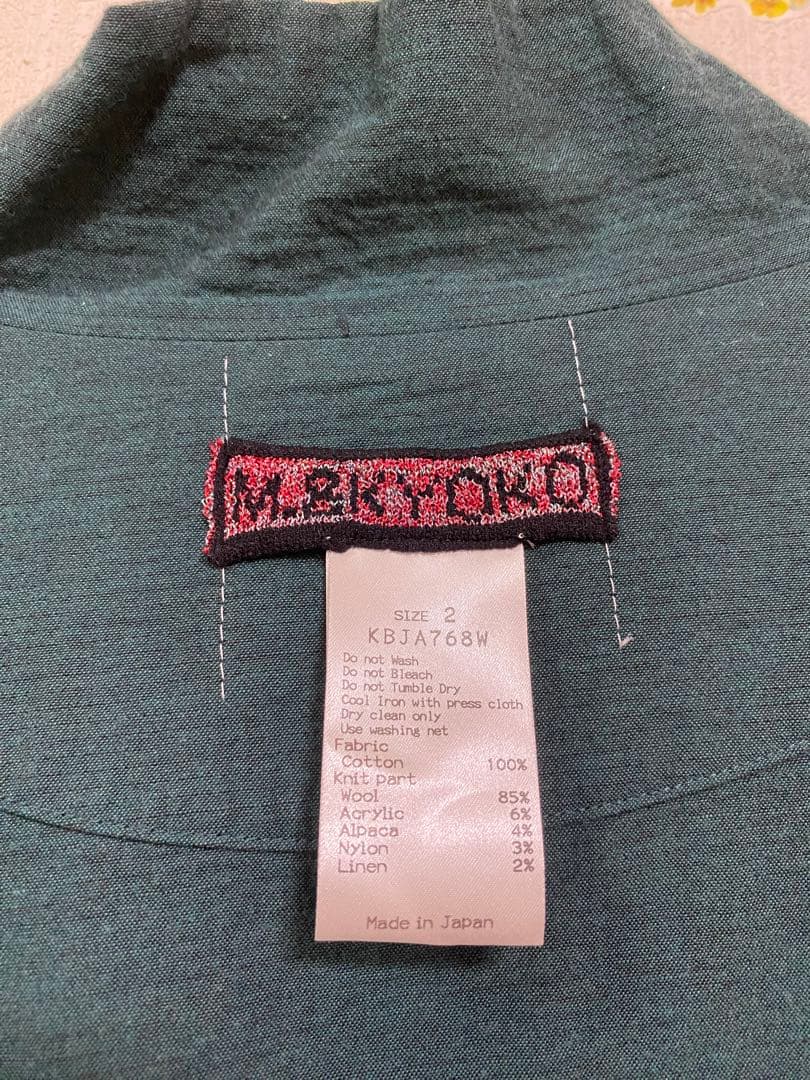 M.&KYOKO
SIZE 2
KBJA768W
Do not Wash
Do not Bleach
Do not Tumble Dry
Cool Iron with press cloth
Dry clean only
Use washing net
Fabric
Cotton 100%
Knit part
Wool 85%
Acrylic 6%
Alpaca 4%
Nylon 3%
Linen 2%
Made in Japan